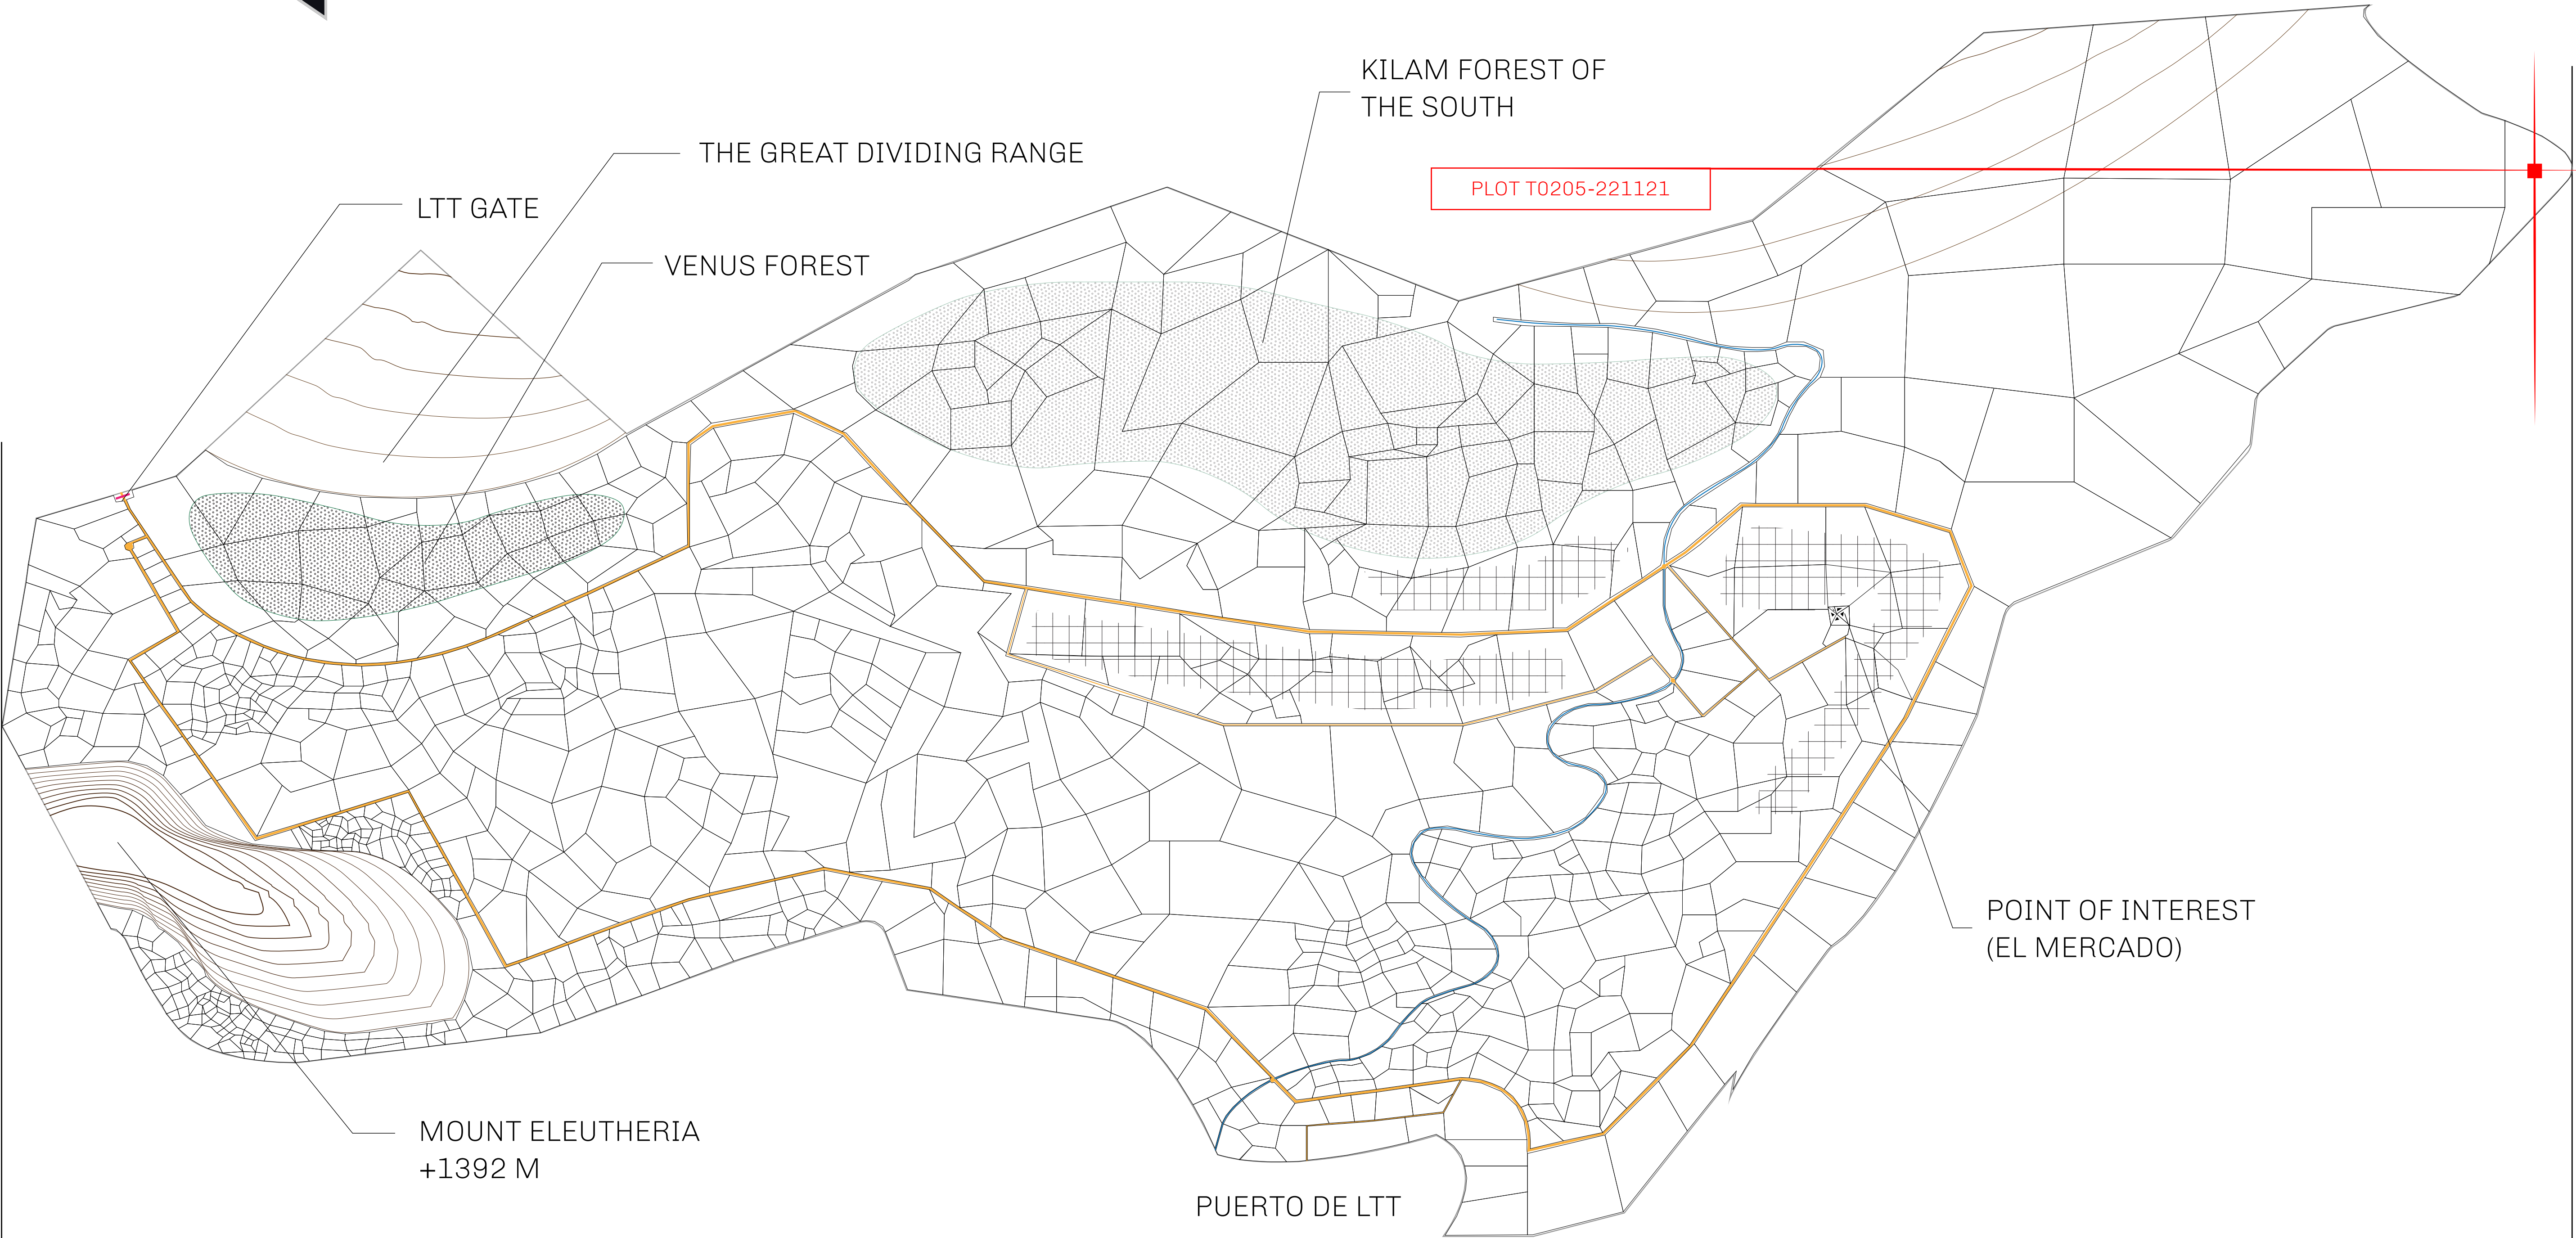 KILAM FOREST OF
THE SOUTH
THE GREAT DIVIDING RANGE
PLOT T0205-221121
LTT GATE
VENUS FOREST
POINT OF INTEREST
(EL MERCADO)
MOUNT ELEUTHERIA
+1392 M
PUERTO DE LTT